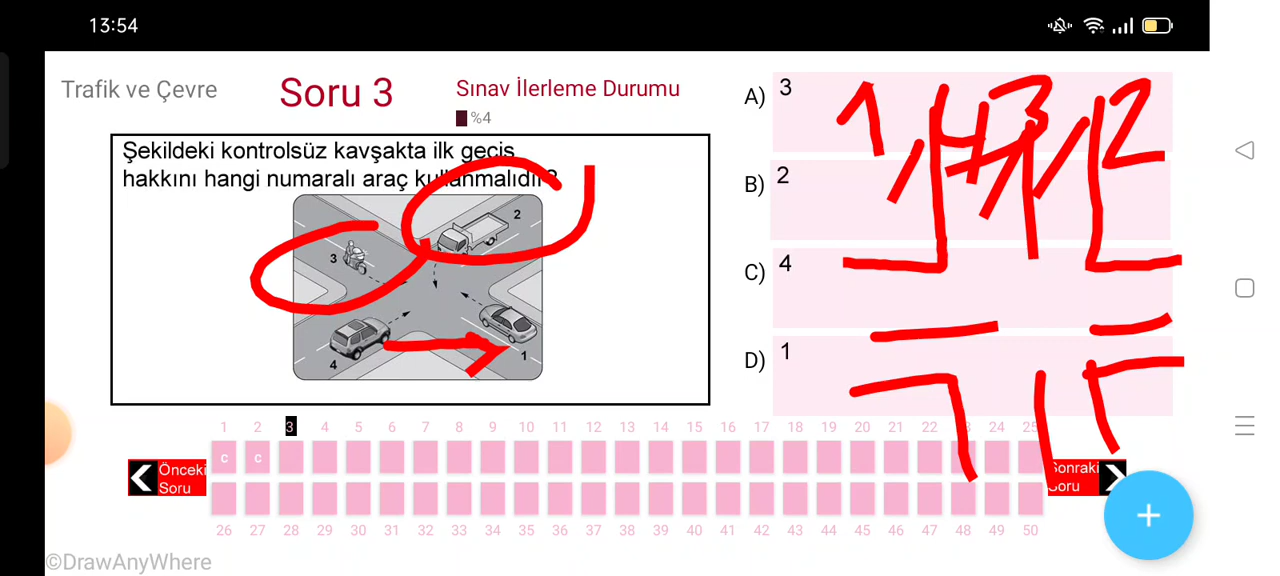 13:54
Trafik ve Çevre
Soru 3
Sınav İlerleme Durumu
%4
Şekildeki kontrolsüz kavşakta ilk geçiş
hakkını hangi numaralı araç kullanmalıdır?
2
3
1
4
A) 3
B) 2
C) 4
D) 1
1 3 2
1 2 3 4 5 6 7 8 9 10 11 12 13 14 15 16 17 18 19 20 21 22 23 24 25
c c
Önceki
Soru
Sonraki
Soru
26 27 28 29 30 31 32 33 34 35 36 37 38 39 40 41 42 43 44 45 46 47 48 49 50
+
©DrawAnyWhere